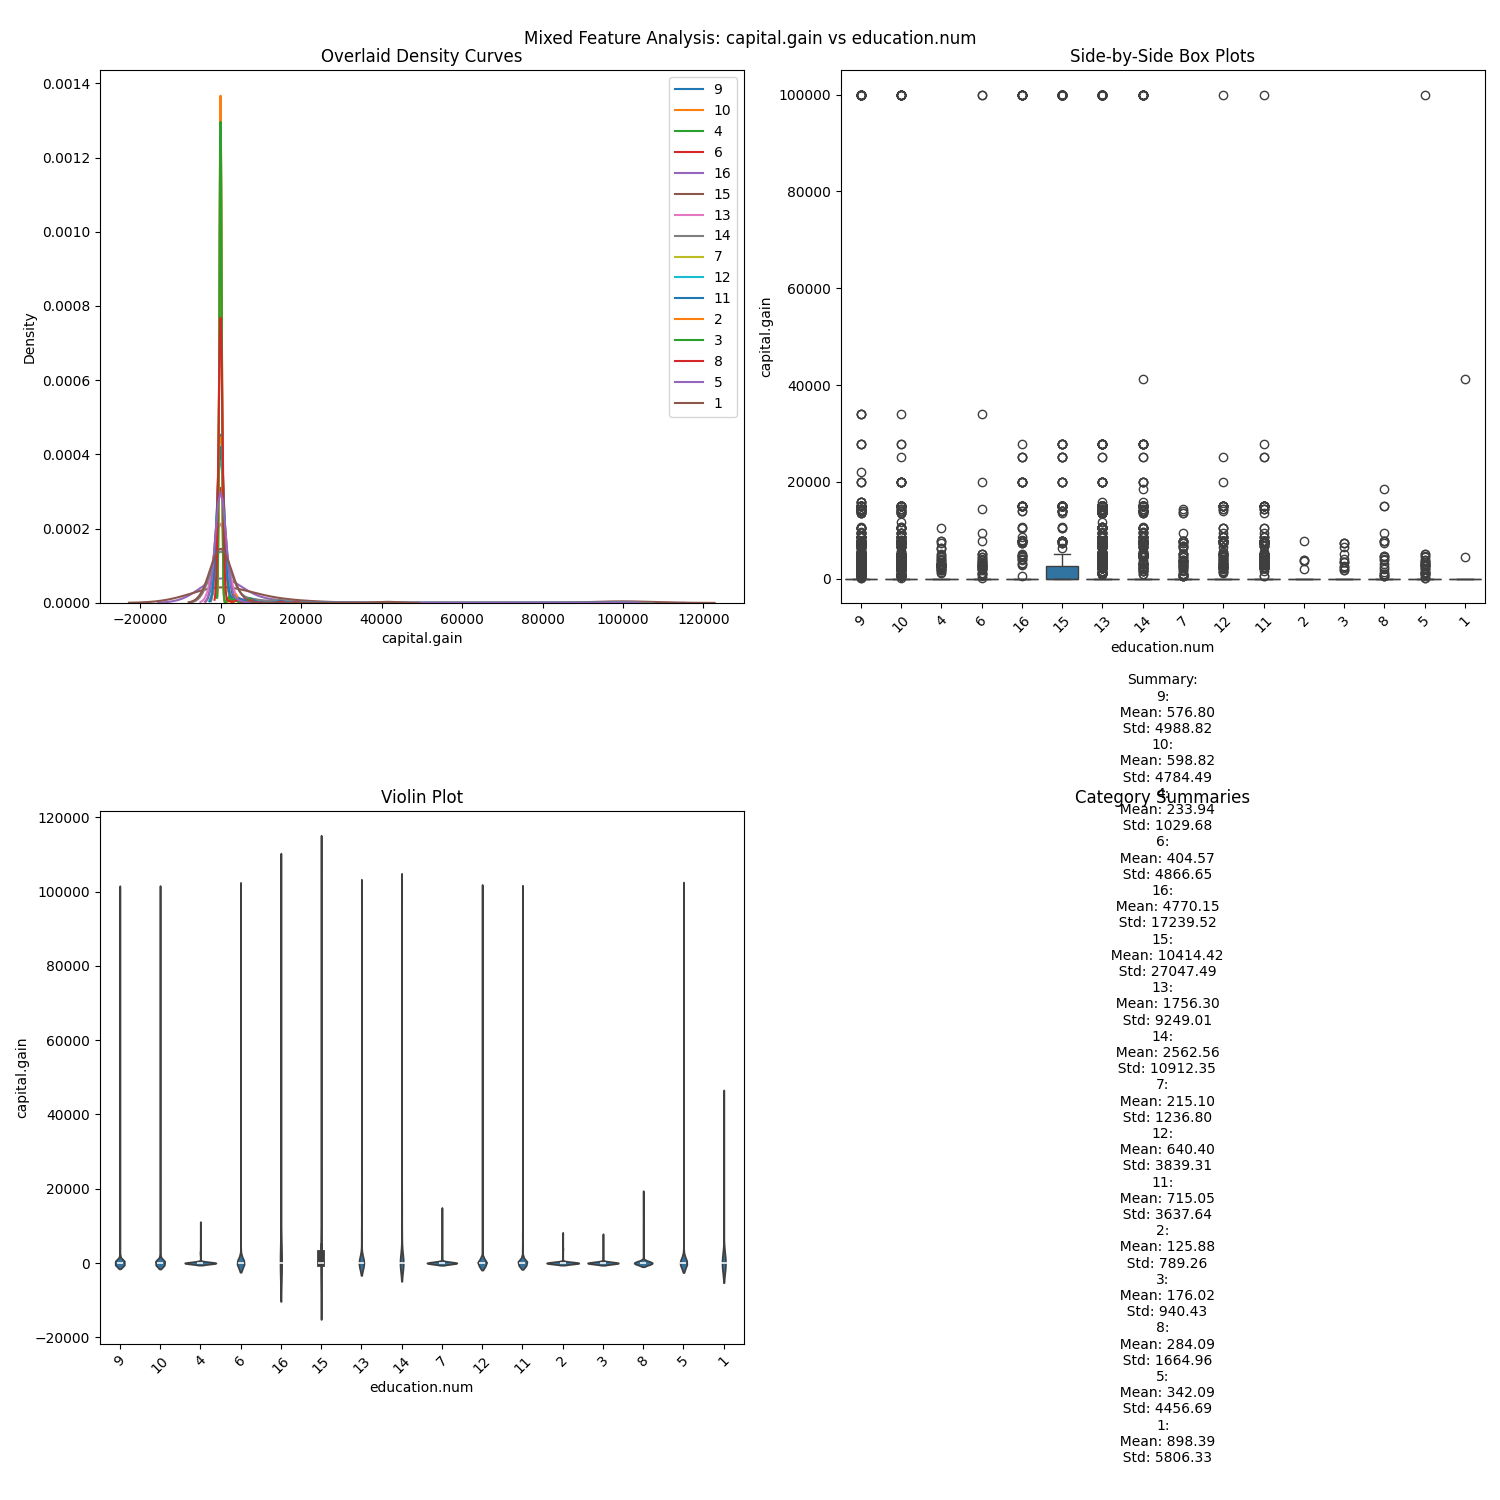 Mixed Feature Analysis: capital.gain vs education.num
Overlaid Density Curves
0.0014
0.0012
0.0010
0.0008
0.0006
0.0004
0.0002
0.0000
Density
−20000 0 20000 40000 60000 80000 100000 120000
capital.gain
9
10
4
6
16
15
13
14
7
12
11
2
3
8
5
1
Side-by-Side Box Plots
100000
80000
60000
40000
20000
0
capital.gain
9 10 4 6 16 15 13 14 7 12 11 2 3 8 5 1
education.num
Violin Plot
120000
100000
80000
60000
40000
20000
0
−20000
capital.gain
9 10 4 6 16 15 13 14 7 12 11 2 3 8 5 1
education.num
Category Summaries
Summary:
9:
Mean: 576.80
Std: 4988.82
10:
Mean: 598.82
Std: 4784.49
4:
Mean: 233.94
Std: 1029.68
6:
Mean: 404.57
Std: 4866.65
16:
Mean: 4770.15
Std: 17239.52
15:
Mean: 10414.42
Std: 27047.49
13:
Mean: 1756.30
Std: 9249.01
14:
Mean: 2562.56
Std: 10912.35
7:
Mean: 215.10
Std: 1236.80
12:
Mean: 640.40
Std: 3839.31
11:
Mean: 715.05
Std: 3637.64
2:
Mean: 125.88
Std: 789.26
3:
Mean: 176.02
Std: 940.43
8:
Mean: 284.09
Std: 1664.96
5:
Mean: 342.09
Std: 4456.69
1:
Mean: 898.39
Std: 5806.33